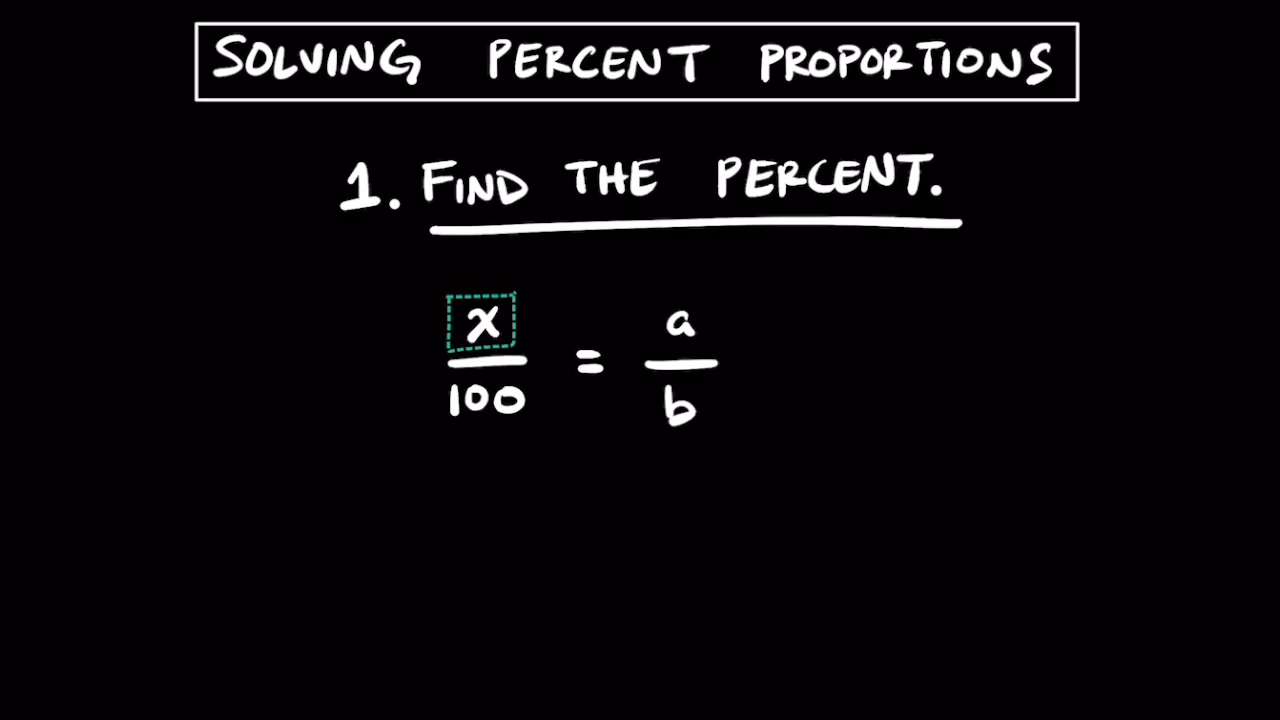 SOLVING PERCENT PROPORTIONS
1. FIND THE PERCENT.
x/100 = a/b